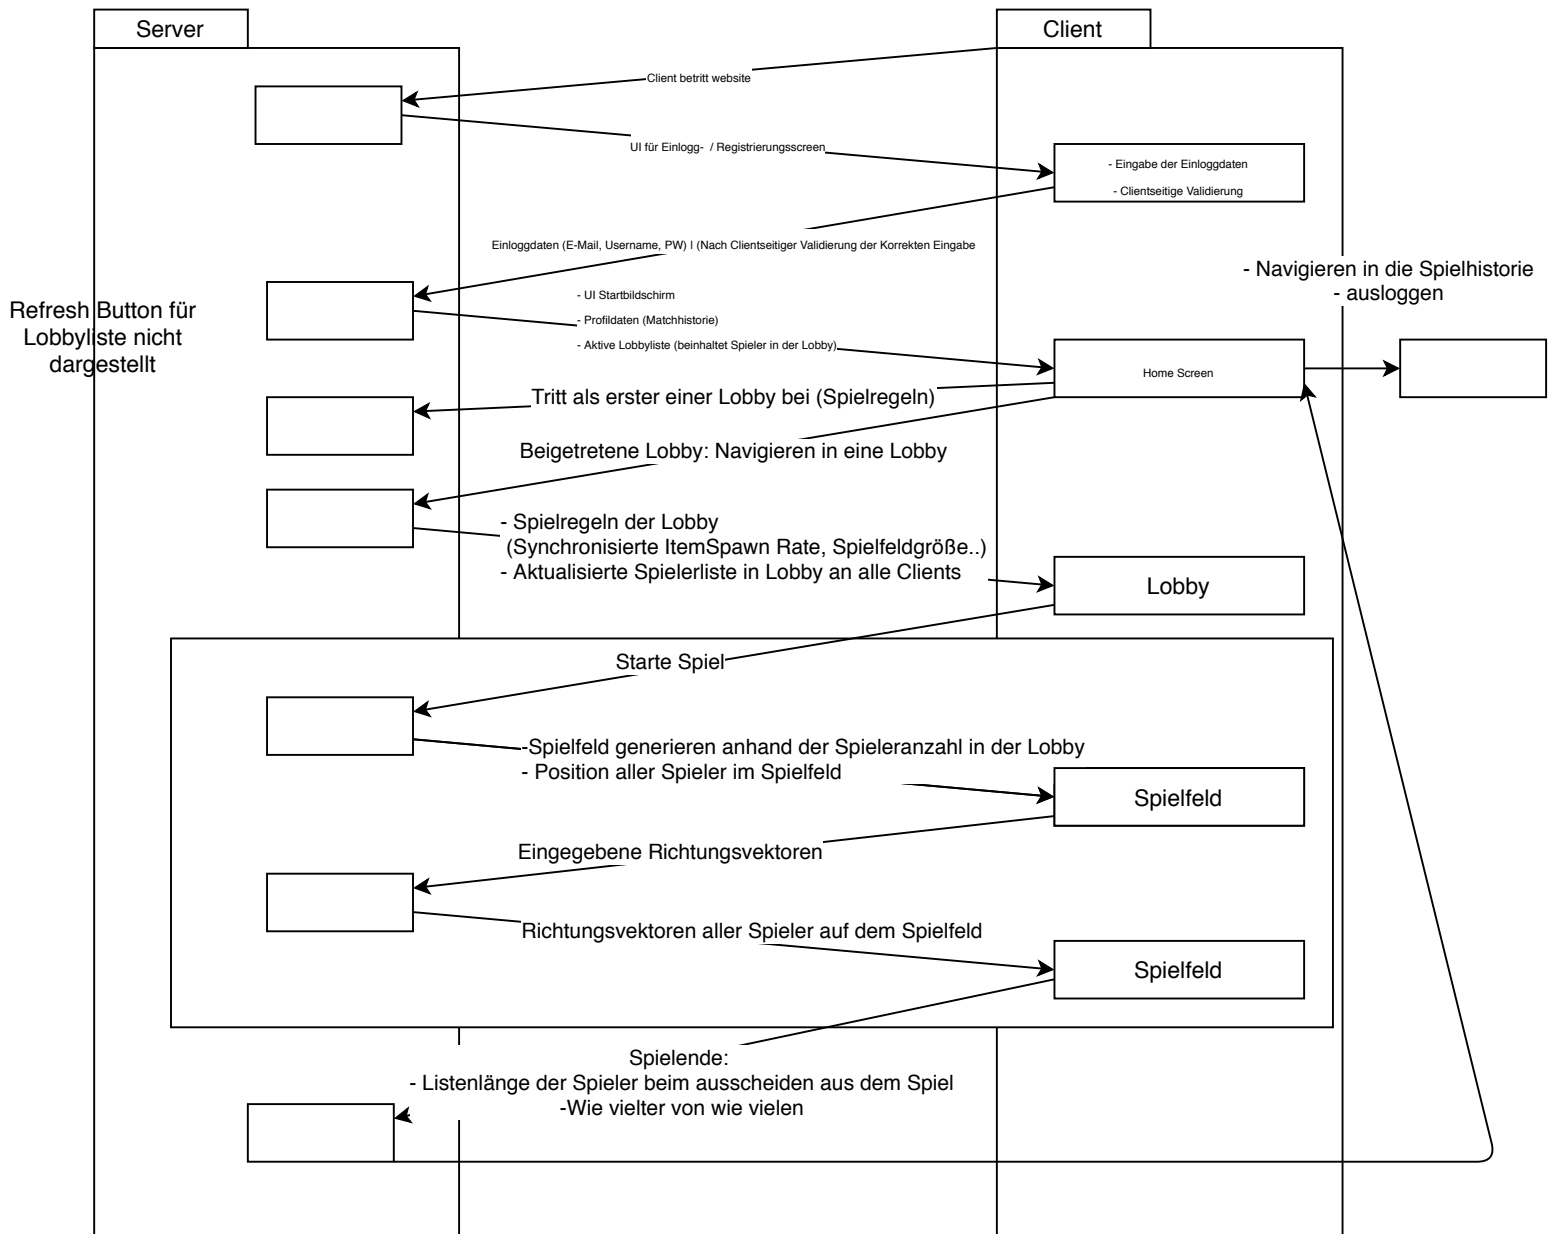 Server
Client
Client betritt website
UI für Einlogg- / Registrierungsscreen
- Eingabe der Einloggdaten
- Clientseitige Validierung
Einloggdaten (E-Mail, Username, PW) | (Nach Clientseitiger Validierung der Korrekten Eingabe
- Navigieren in die Spielhistorie
- ausloggen
Refresh Button für
Lobbyliste nicht
dargestellt
- UI Startbildschirm
- Profildaten (Matchhistorie)
- Aktive Lobbyliste (beinhaltet Spieler in der Lobby)
Home Screen
Tritt als erster einer Lobby bei (Spielregeln)
Beigetretene Lobby: Navigieren in eine Lobby
- Spielregeln der Lobby
(Synchronisierte ItemSpawn Rate, Spielfeldgröße..)
- Aktualisierte Spielerliste in Lobby an alle Clients
Lobby
Starte Spiel
-Spielfeld generieren anhand der Spieleranzahl in der Lobby
- Position aller Spieler im Spielfeld
Spielfeld
Eingegebene Richtungsvektoren
Richtungsvektoren aller Spieler auf dem Spielfeld
Spielfeld
Spielende:
- Listenlänge der Spieler beim ausscheiden aus dem Spiel
-Wie vielter von wie vielen